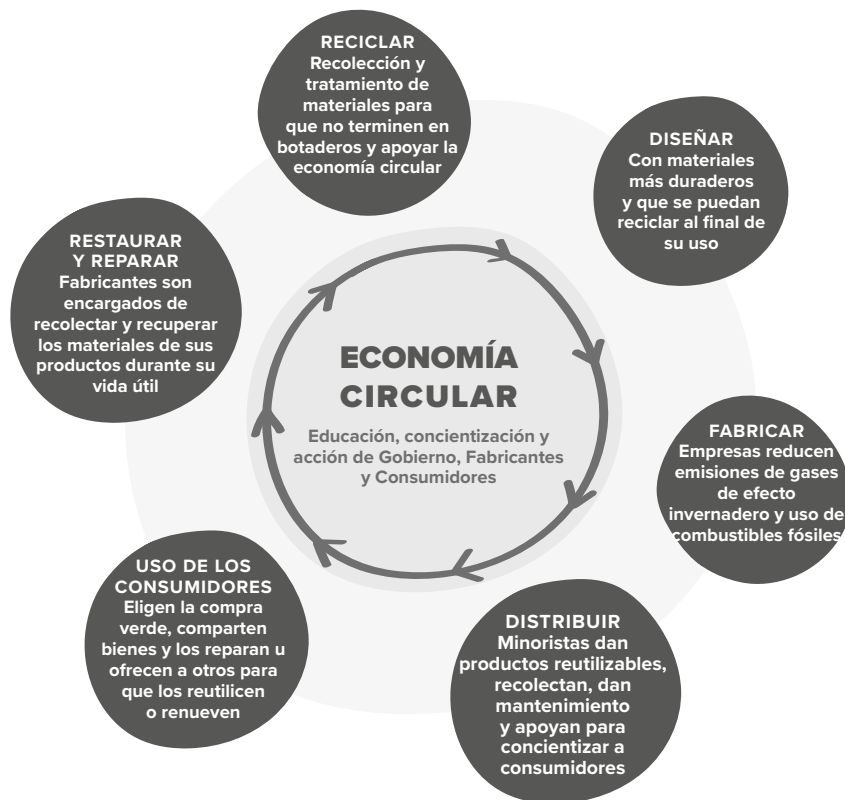 RECICLAR
Recolección y
tratamiento de
materiales para
que no terminen en
botaderos y apoyar la
economía circular
DISEÑAR
Con materiales
más duraderos
y que se puedan
reciclar al final de
su uso
RESTAURAR
Y REPARAR
Fabricantes son
encargados de
recolectar y recuperar
los materiales de sus
productos durante su
vida útil
ECONOMÍA
CIRCULAR
Educación, concientización y
acción de Gobierno, Fabricantes
y Consumidores
FABRICAR
Empresas reducen
emisiones de gases
de efecto
invernadero y uso de
combustibles fósiles
USO DE LOS
CONSUMIDORES
Eligen la compra
verde, comparten
bienes y los reparan u
ofrecen a otros para
que los reutilicen
o renueven
DISTRIBUIR
Minoristas dan
productos reutilizables,
recolectan, dan
mantenimiento
y apoyan para
concientizar a
consumidores